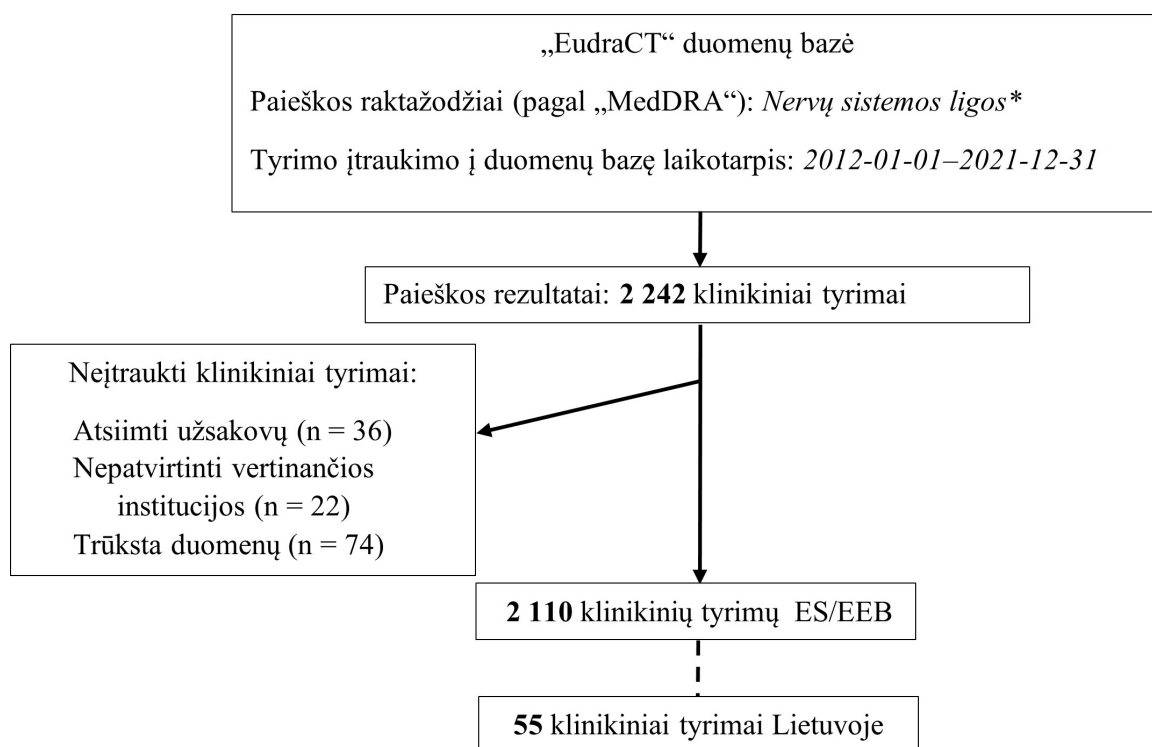 „EudraCT“ duomenų bazė
Paieškos raktažodžiai (pagal „MedDRA“): Nervų sistemos ligos*
Tyrimo įtraukimo į duomenų bazę laikotarpis: 2012-01-01–2021-12-31
Paieškos rezultatai: 2 242 klinikiniai tyrimai
Neįtraukti klinikiniai tyrimai:
Atsiimti užsakovų (n = 36)
Nepatvirtinti vertinančios
institucijos (n = 22)
Trūksta duomenų (n = 74)
2 110 klinikinių tyrimų ES/EEB
55 klinikiniai tyrimai Lietuvoje